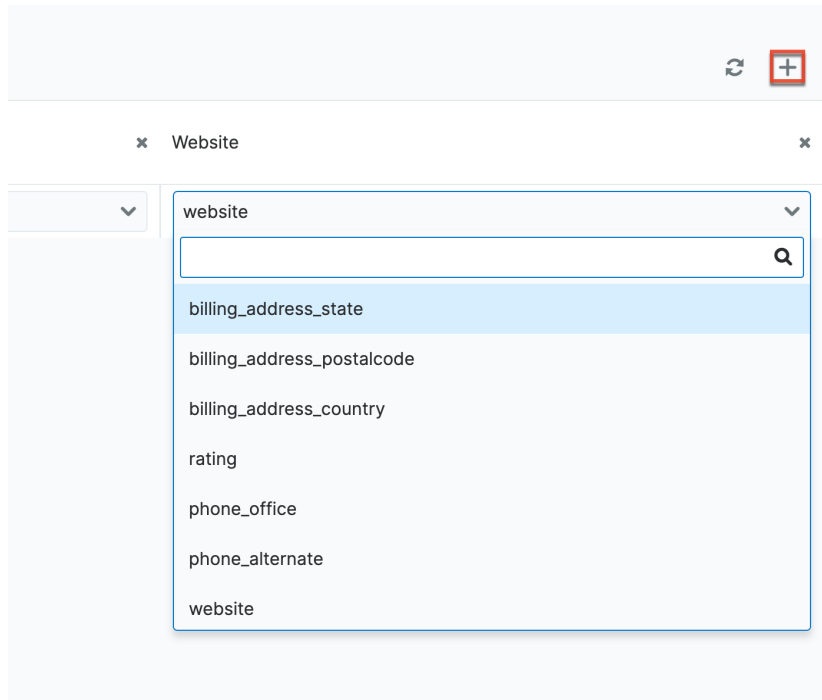 Website
website
billing_address_state
billing_address_postalcode
billing_address_country
rating
phone_office
phone_alternate
website